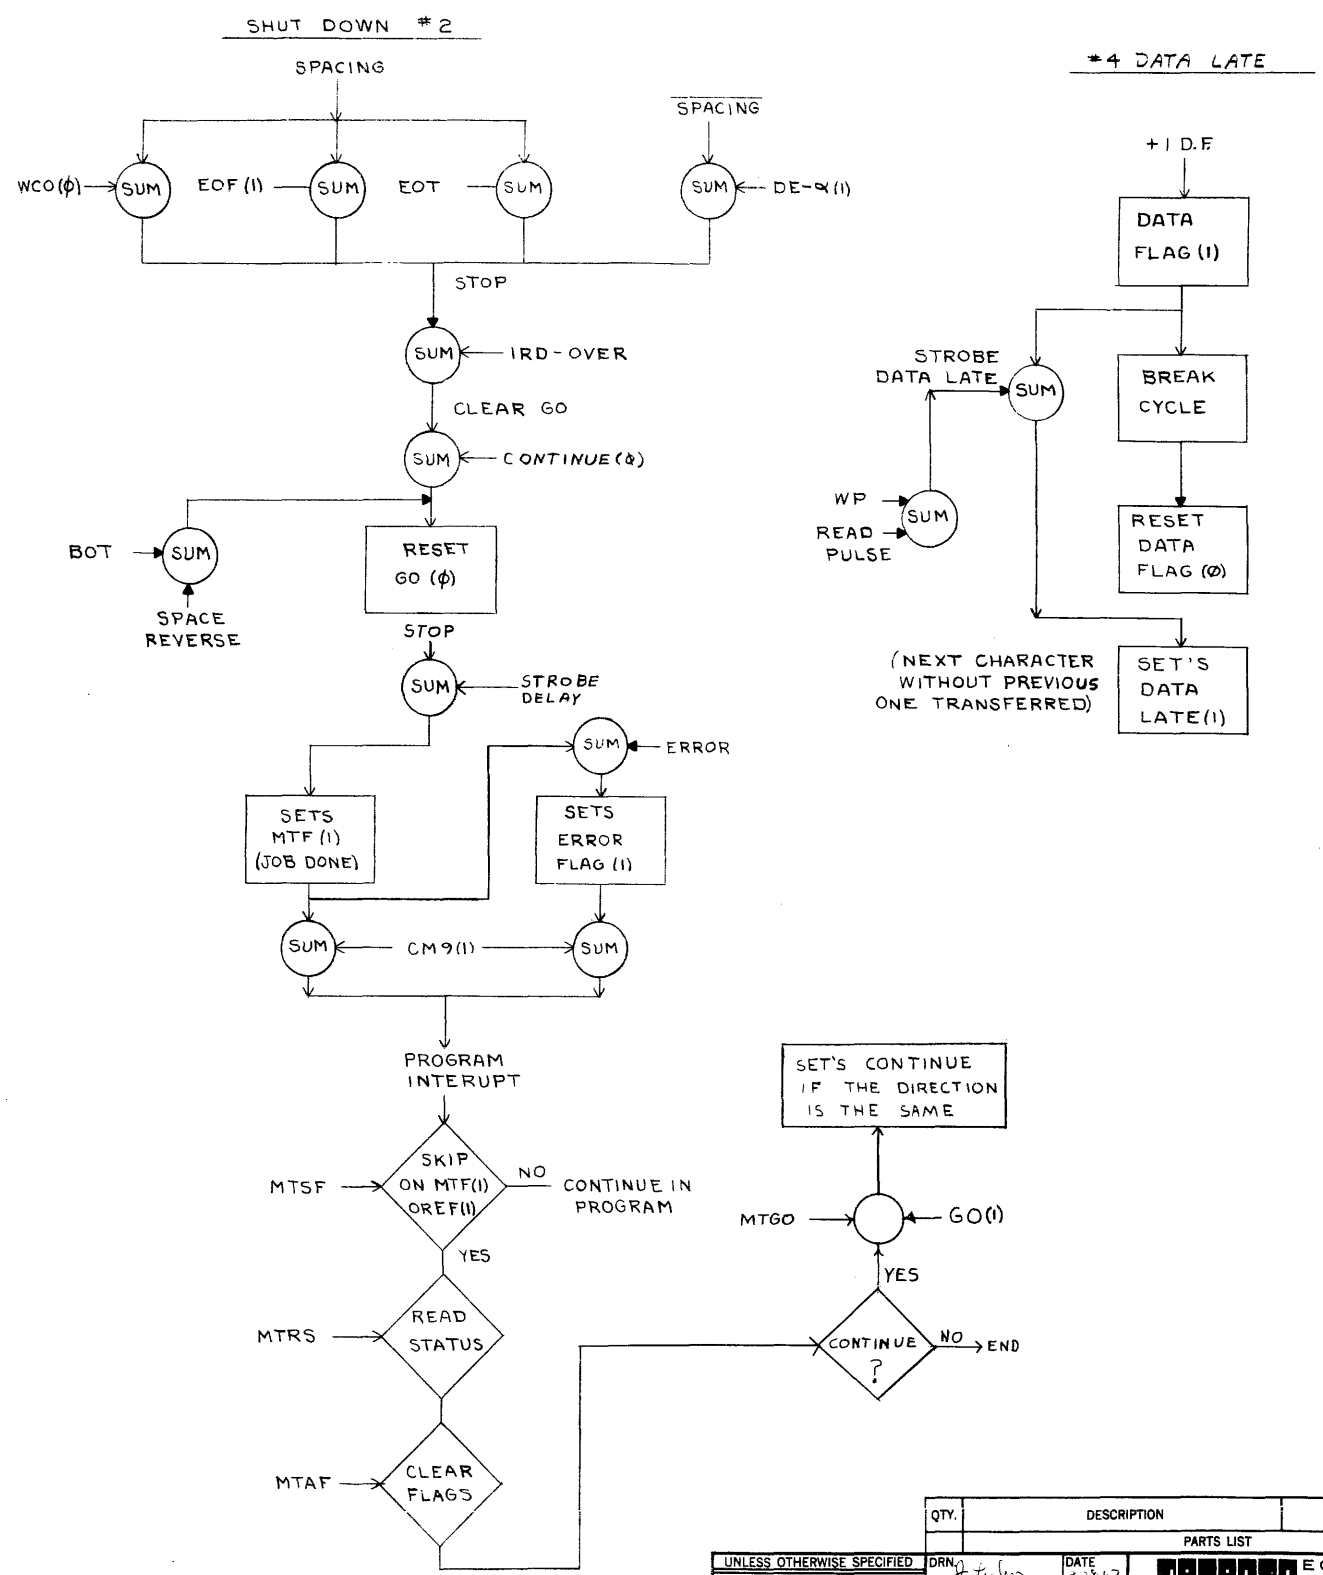 SHUT DOWN #2
SPACING
SPACING
WCO(ϕ)
SUM
EOF(1)
SUM
EOT
SUM
SUM
DE-α(1)
STOP
SUM
IRD-OVER
CLEAR GO
SUM
CONTINUE(ϕ)
BOT
SUM
SPACE
REVERSE
RESET
GO (ϕ)
STOP
SUM
STROBE
DELAY
SUM
ERROR
SETS
MTF(1)
(JOB DONE)
SETS
ERROR
FLAG (1)
SUM
CM9(1)
SUM
PROGRAM
INTERUPT
MTSF
SKIP
ON MTF(1)
OREF(1)
NO
CONTINUE IN
PROGRAM
YES
MTRS
READ
STATUS
MTAF
CLEAR
FLAGS
SET'S CONTINUE
IF THE DIRECTION
IS THE SAME
MTGO
GO(1)
YES
CONTINUE
?
NO
END
#4 DATA LATE
+1 D.F.
DATA
FLAG(1)
STROBE
DATA LATE
SUM
BREAK
CYCLE
WP
READ
PULSE
SUM
RESET
DATA
FLAG(Ø)
(NEXT CHARACTER
WITHOUT PREVIOUS
ONE TRANSFERRED)
SET'S
DATA
LATE(1)
QTY.
DESCRIPTION
PARTS LIST
UNLESS OTHERWISE SPECIFIED
DRN.
DATE